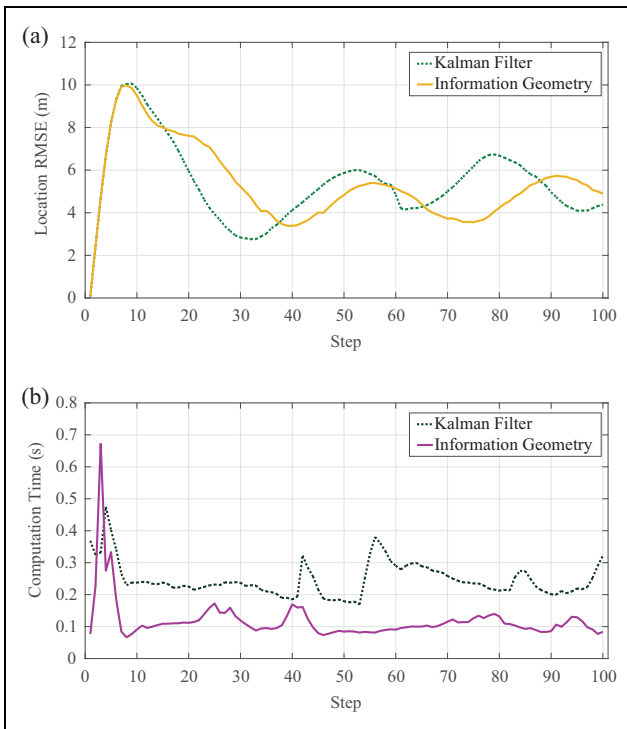 (a)
12
10
8
6
4
2
0
Location RMSE (m)
Kalman Filter
Information Geometry
0 10 20 30 40 50 60 70 80 90 100
Step
(b)
0.8
0.7
0.6
0.5
0.4
0.3
0.2
0.1
0
Computation Time (s)
Kalman Filter
Information Geometry
0 10 20 30 40 50 60 70 80 90 100
Step